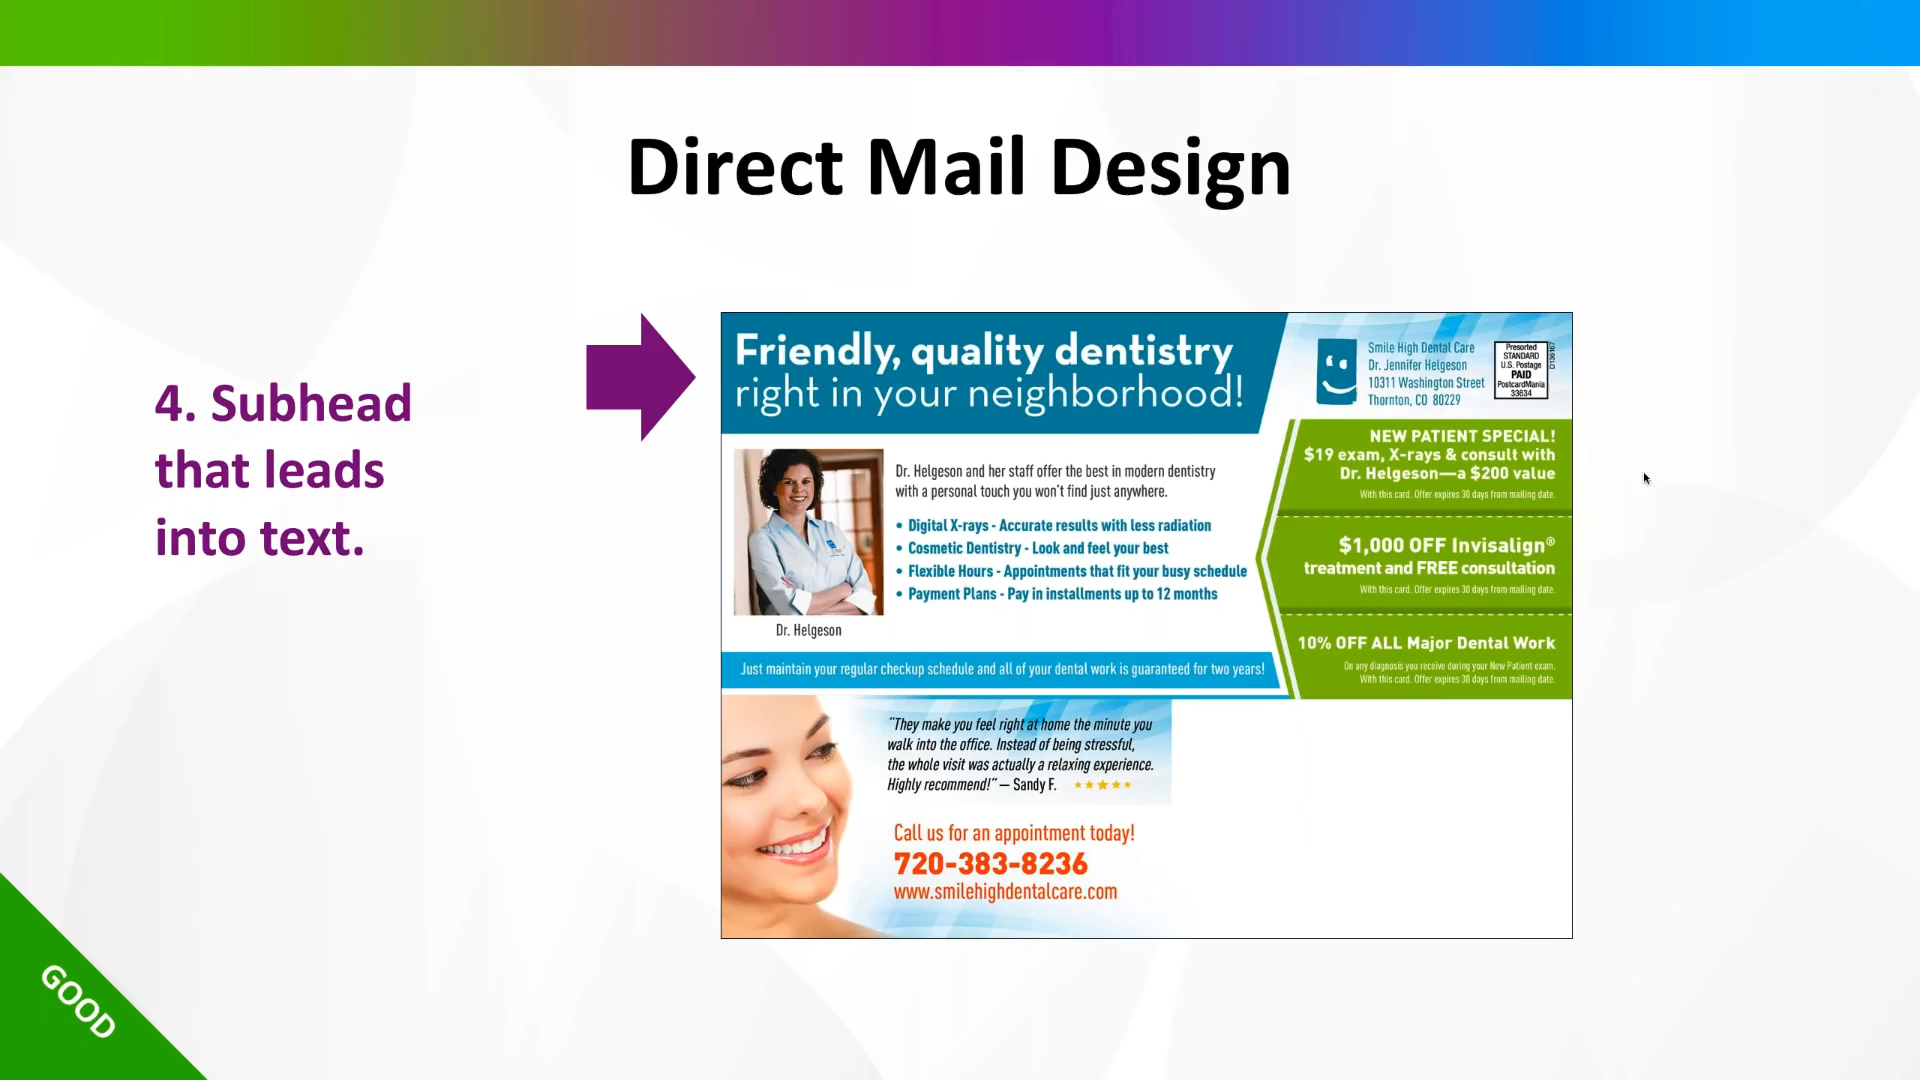 Direct Mail Design
4. Subhead
that leads
into text.
Friendly, quality dentistry
right in your neighborhood!
Smile High Dental Care
Dr. Jennifer Helgeson
10311 Washington Street
Thornton, CO 80229
Presorted
STANDARD
U.S. Postage
PAID
PostcardMania
33634
NEW PATIENT SPECIAL!
$19 exam, X-rays & consult with
Dr. Helgeson—a $200 value
With this card. Offer expires 30 days from mailing date.
Dr. Helgeson and her staff offer the best in modern dentistry
with a personal touch you won't find just anywhere.
• Digital X-rays - Accurate results with less radiation
• Cosmetic Dentistry - Look and feel your best
• Flexible Hours - Appointments that fit your busy schedule
• Payment Plans - Pay in installments up to 12 months
Dr. Helgeson
$1,000 OFF Invisalign®
treatment and FREE consultation
With this card. Offer expires 30 days from mailing date.
10% OFF ALL Major Dental Work
On any diagnosis you receive during your New Patient exam.
With this card. Offer expires 30 days from mailing date.
Just maintain your regular checkup schedule and all of your dental work is guaranteed for two years!
"They make you feel right at home the minute you
walk into the office. Instead of being stressful,
the whole visit was actually a relaxing experience.
Highly recommend!" — Sandy F.
Call us for an appointment today!
720-383-8236
www.smilehighdentalcare.com
GOOD